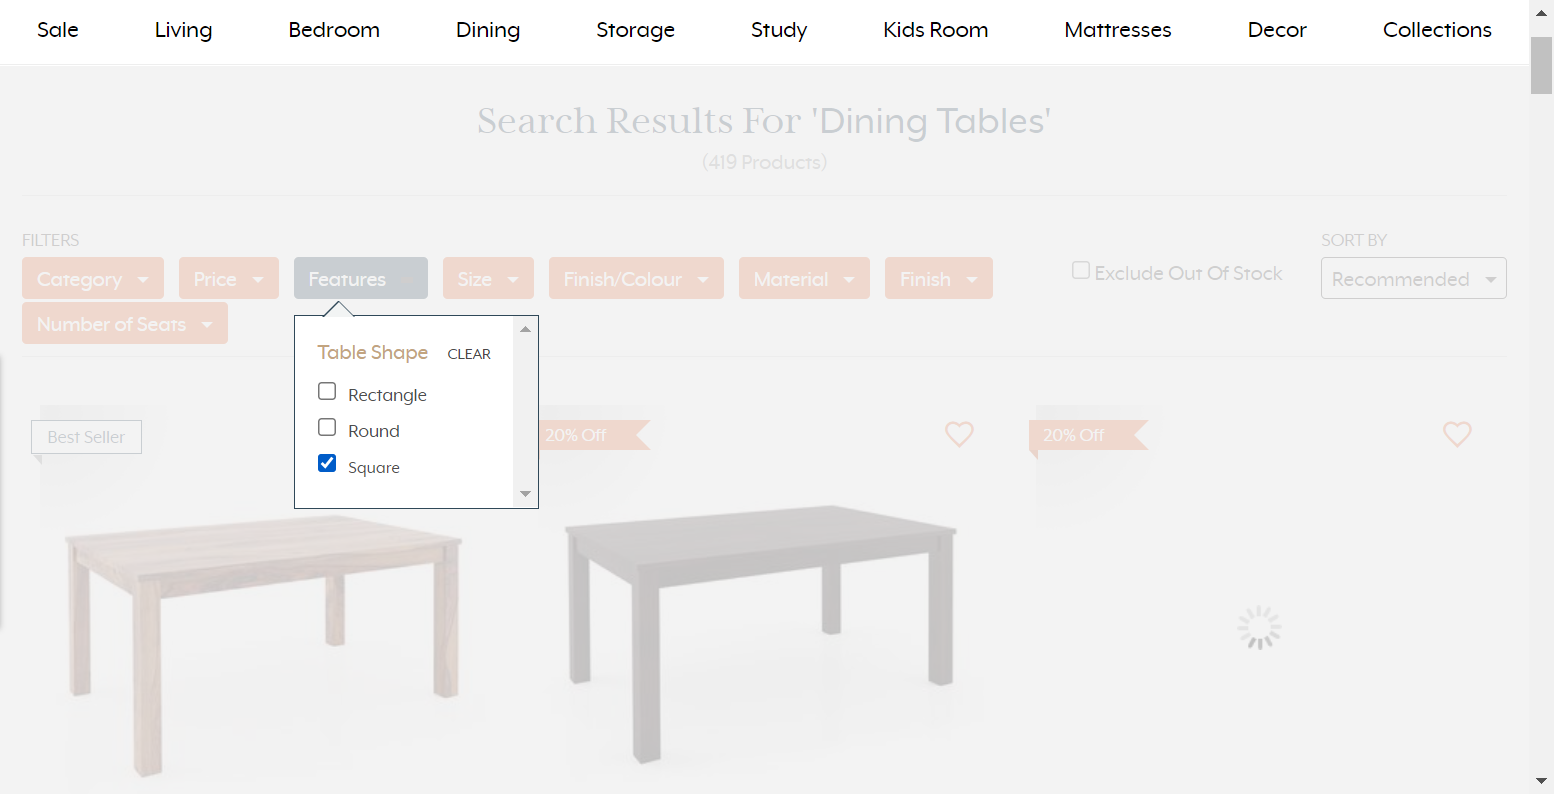 Sale Living Bedroom Dining Storage Study Kids Room Mattresses Decor Collections
Search Results For 'Dining Tables'
(419 Products)
FILTERS
SORT BY
Category Price Features Size Finish/Colour Material Finish
Exclude Out Of Stock
Recommended
Number of Seats
Table Shape CLEAR
Rectangle
Round
Square
Best Seller
20% Off
20% Off